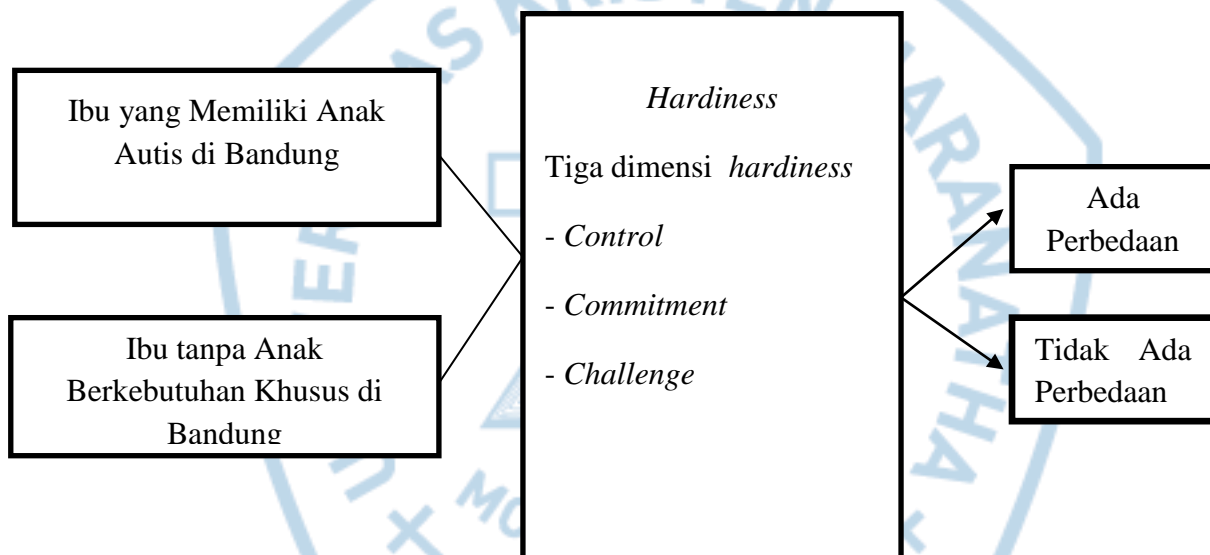 Ibu yang Memiliki Anak
Autis di Bandung
Ibu tanpa Anak
Berkebutuhan Khusus di
Bandung
Hardiness
Tiga dimensi hardiness
- Control
- Commitment
- Challenge
Ada
Perbedaan
Tidak Ada
Perbedaan